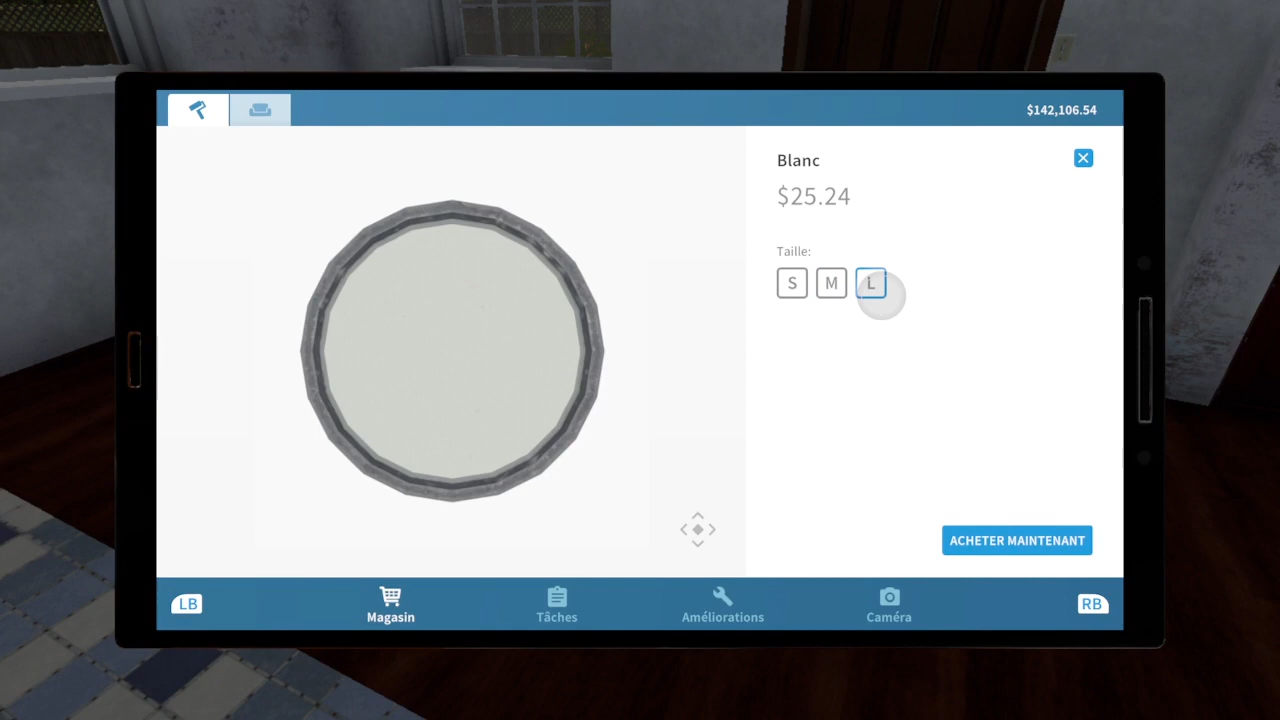 $142,106.54
Blanc
$25.24
Taille:
S M L
ACHETER MAINTENANT
LB
Magasin
Tâches
Améliorations
Caméra
RB